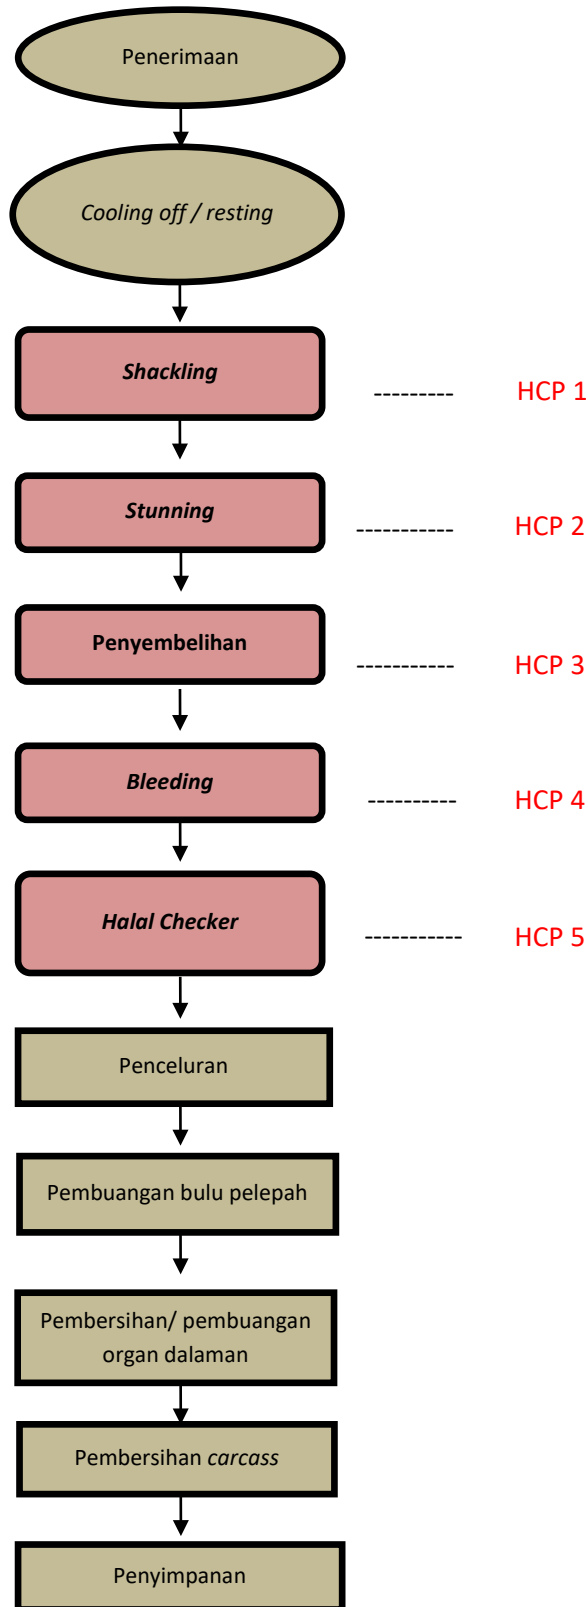 Penerimaan
Cooling off / resting
Shackling
---------- HCP 1
Stunning
----------- HCP 2
Penyembelihan
----------- HCP 3
Bleeding
---------- HCP 4
Halal Checker
----------- HCP 5
Penceluran
Pembuangan bulu pelepah
Pembersihan/ pembuangan
organ dalaman
Pembersihan carcass
Penyimpanan